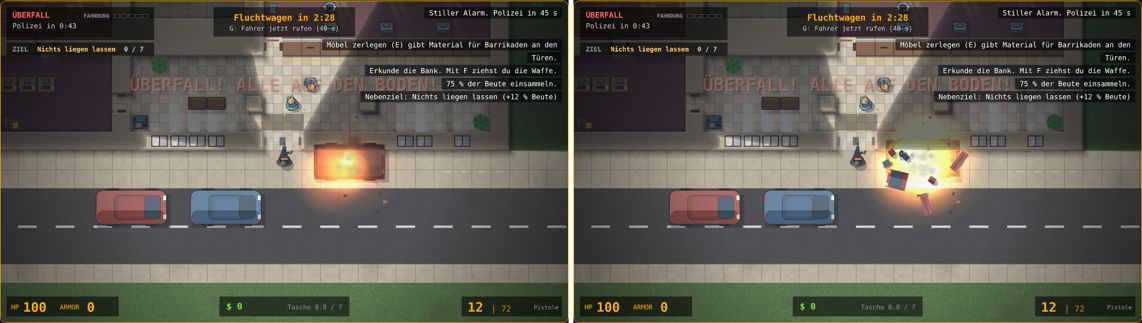 ÜBERFALL
FAHNDUNG
Polizei in 0:43
Fluchtwagen in 2:28
G: Fahrer jetzt rufen (40 s)
Stiller Alarm. Polizei in 45 s
ZIEL Nichts liegen lassen 0 / 7
Möbel zerlegen (E) gibt Material für Barrikaden an den
Türen.
Erkunde die Bank. Mit F ziehst du die Waffe.
ÜBERFALL! ALLE AUF DEN BODEN!
75 % der Beute einsammeln.
Nebenziel: Nichts liegen lassen (+12 % Beute)
HP 100 ARMOR 0
$ 0 Tasche 0.0 / 7
12 | 72 Pistole
ÜBERFALL
FAHNDUNG
Polizei in 0:43
Fluchtwagen in 2:28
G: Fahrer jetzt rufen (40 s)
Stiller Alarm. Polizei in 45 s
ZIEL Nichts liegen lassen 0 / 7
Möbel zerlegen (E) gibt Material für Barrikaden an den
Türen.
Erkunde die Bank. Mit F ziehst du die Waffe.
ÜBERFALL! ALLE AUF DEN BODEN!
75 % der Beute einsammeln.
Nebenziel: Nichts liegen lassen (+12 % Beute)
HP 100 ARMOR 0
$ 0 Tasche 0.0 / 7
12 | 72 Pistole